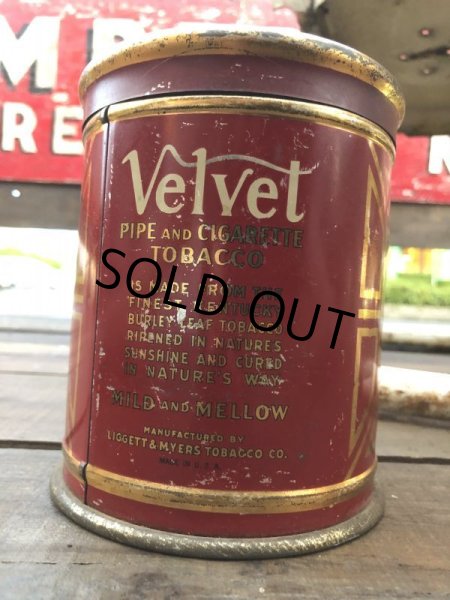 Velvet
PIPE AND CIGARETTE
TOBACCO
IS MADE FROM THE
FINEST KENTUCKY
BURLEY LEAF TOBACCO
RIPENED IN NATURES
SUNSHINE AND CURED
IN NATURE'S WAY
MILD AND MELLOW
MANUFACTURED BY
LIGGETT & MYERS TOBACCO CO.
MADE IN U.S.A.
SOLD OUT